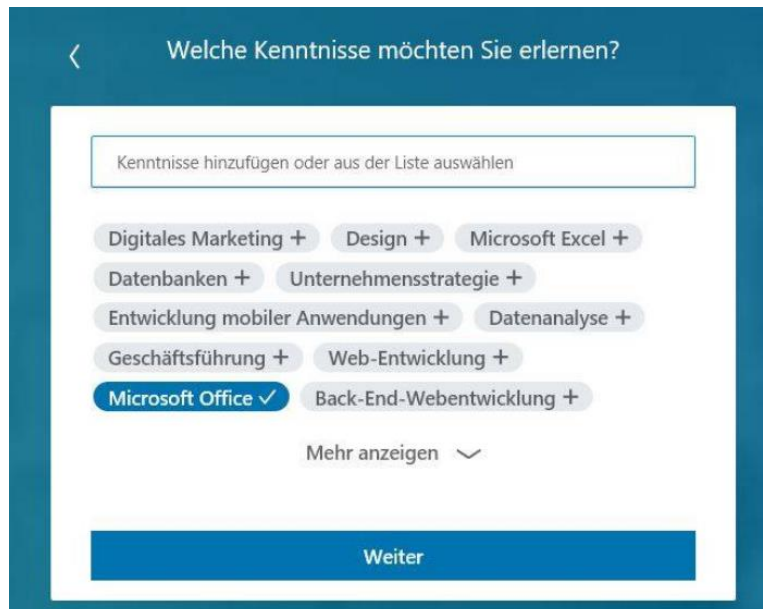 Welche Kenntnisse möchten Sie erlernen?
Kenntnisse hinzufügen oder aus der Liste auswählen
Digitales Marketing + Design + Microsoft Excel +
Datenbanken + Unternehmensstrategie +
Entwicklung mobiler Anwendungen + Datenanalyse +
Geschäftsführung + Web-Entwicklung +
Microsoft Office ✓ Back-End-Webentwicklung +
Mehr anzeigen
Weiter